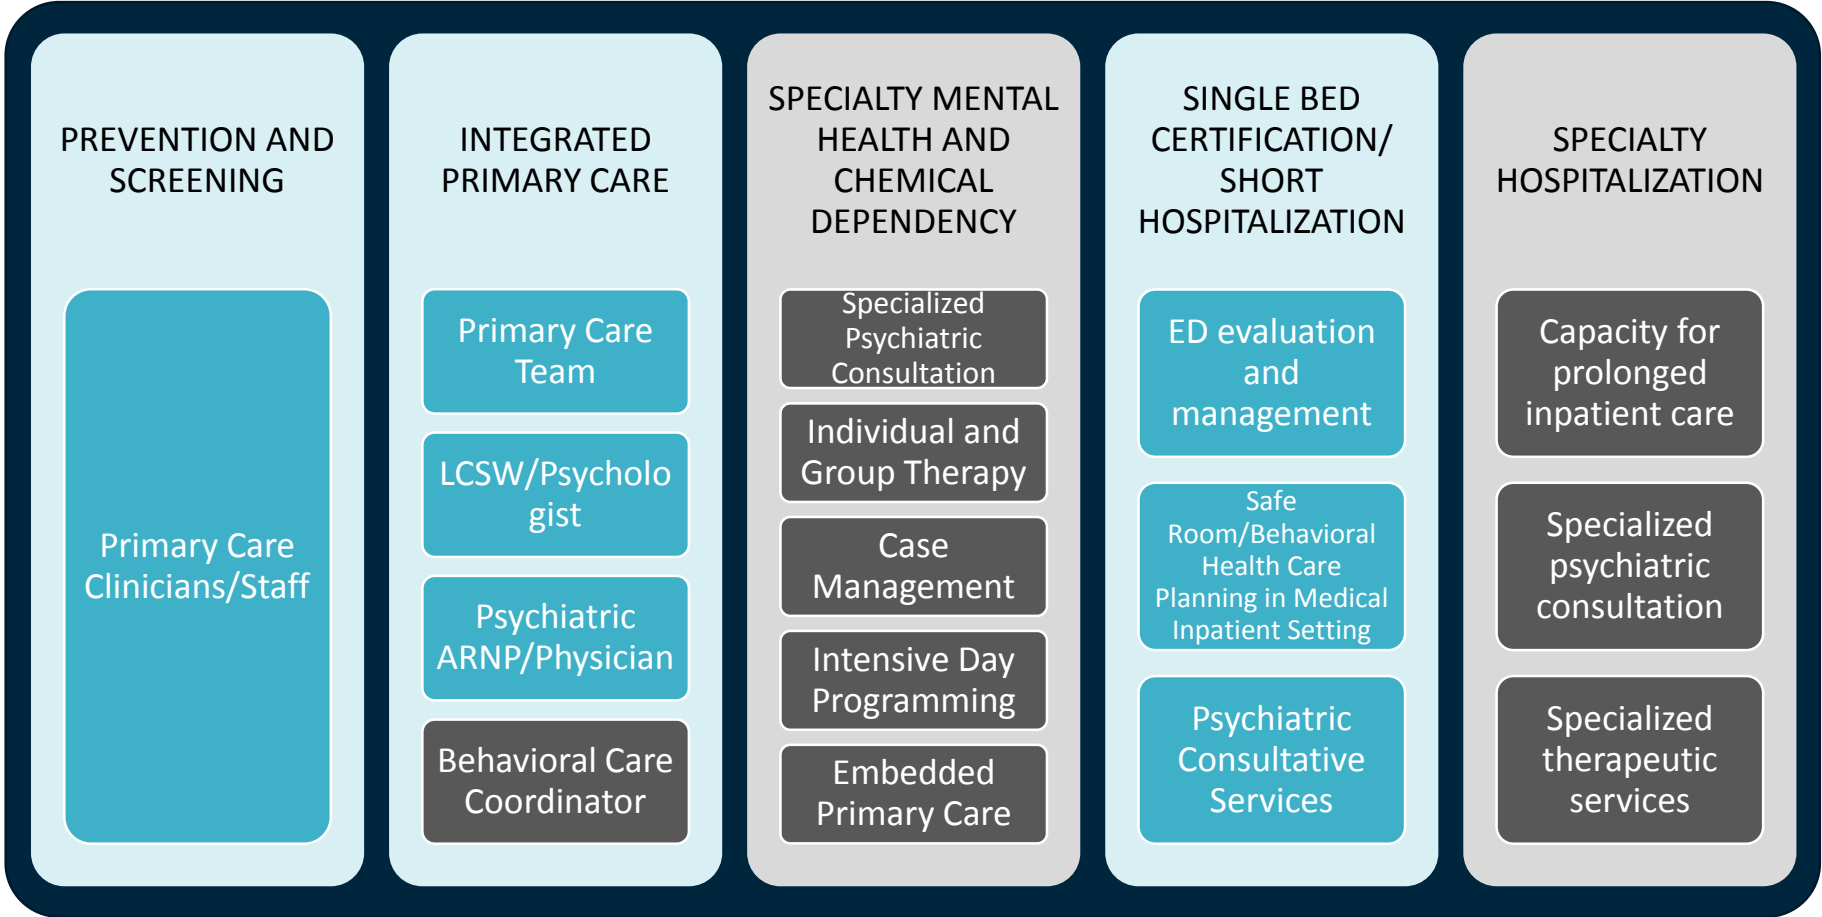 PREVENTION AND
SCREENING
Primary Care
Clinicians/Staff
INTEGRATED
PRIMARY CARE
Primary Care
Team
LCSW/Psycholo
gist
Psychiatric
ARNP/Physician
Behavioral Care
Coordinator
SPECIALTY MENTAL
HEALTH AND
CHEMICAL
DEPENDENCY
Specialized
Psychiatric
Consultation
Individual and
Group Therapy
Case
Management
Intensive Day
Programming
Embedded
Primary Care
SINGLE BED
CERTIFICATION/
SHORT
HOSPITALIZATION
ED evaluation
and
management
Safe
Room/Behavioral
Health Care
Planning in Medical
Inpatient Setting
Psychiatric
Consultative
Services
SPECIALTY
HOSPITALIZATION
Capacity for
prolonged
inpatient care
Specialized
psychiatric
consultation
Specialized
therapeutic
services